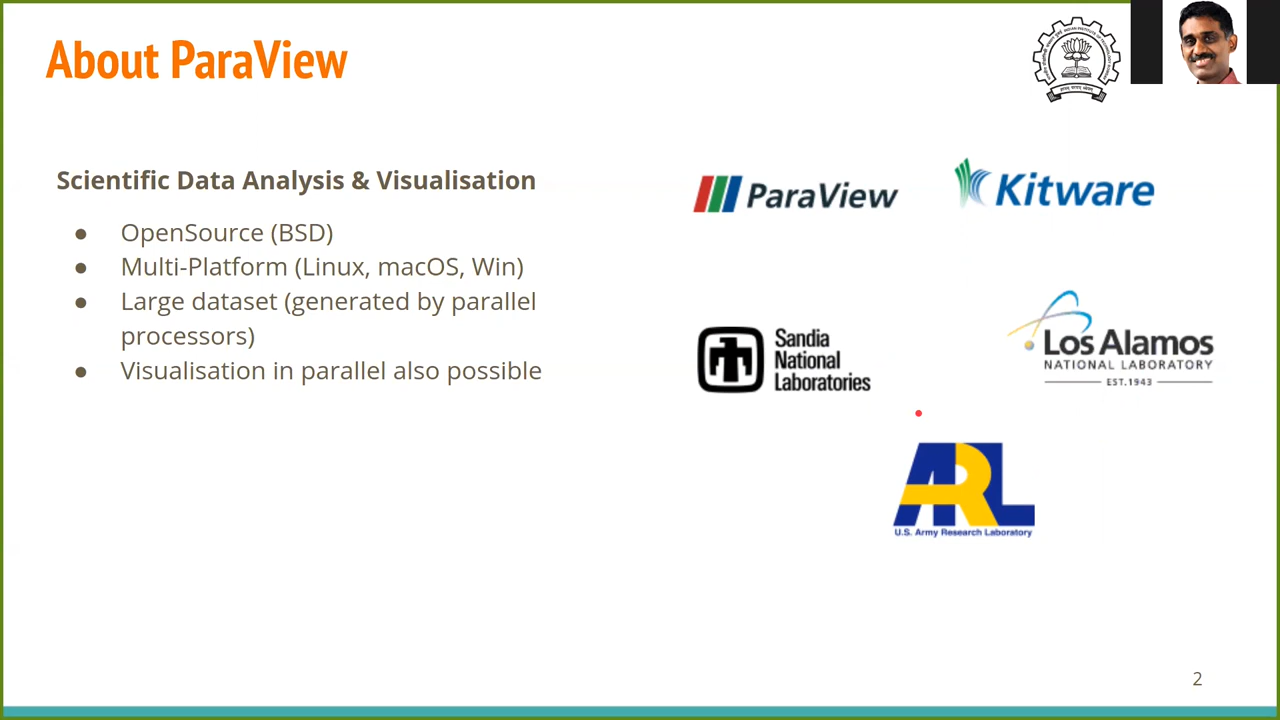 About ParaView
Scientific Data Analysis & Visualisation
● OpenSource (BSD)
● Multi-Platform (Linux, macOS, Win)
● Large dataset (generated by parallel
processors)
● Visualisation in parallel also possible
ParaView
Kitware
Sandia
National
Laboratories
Los Alamos
NATIONAL LABORATORY
EST.1943
ARL
U.S. Army Research Laboratory
2